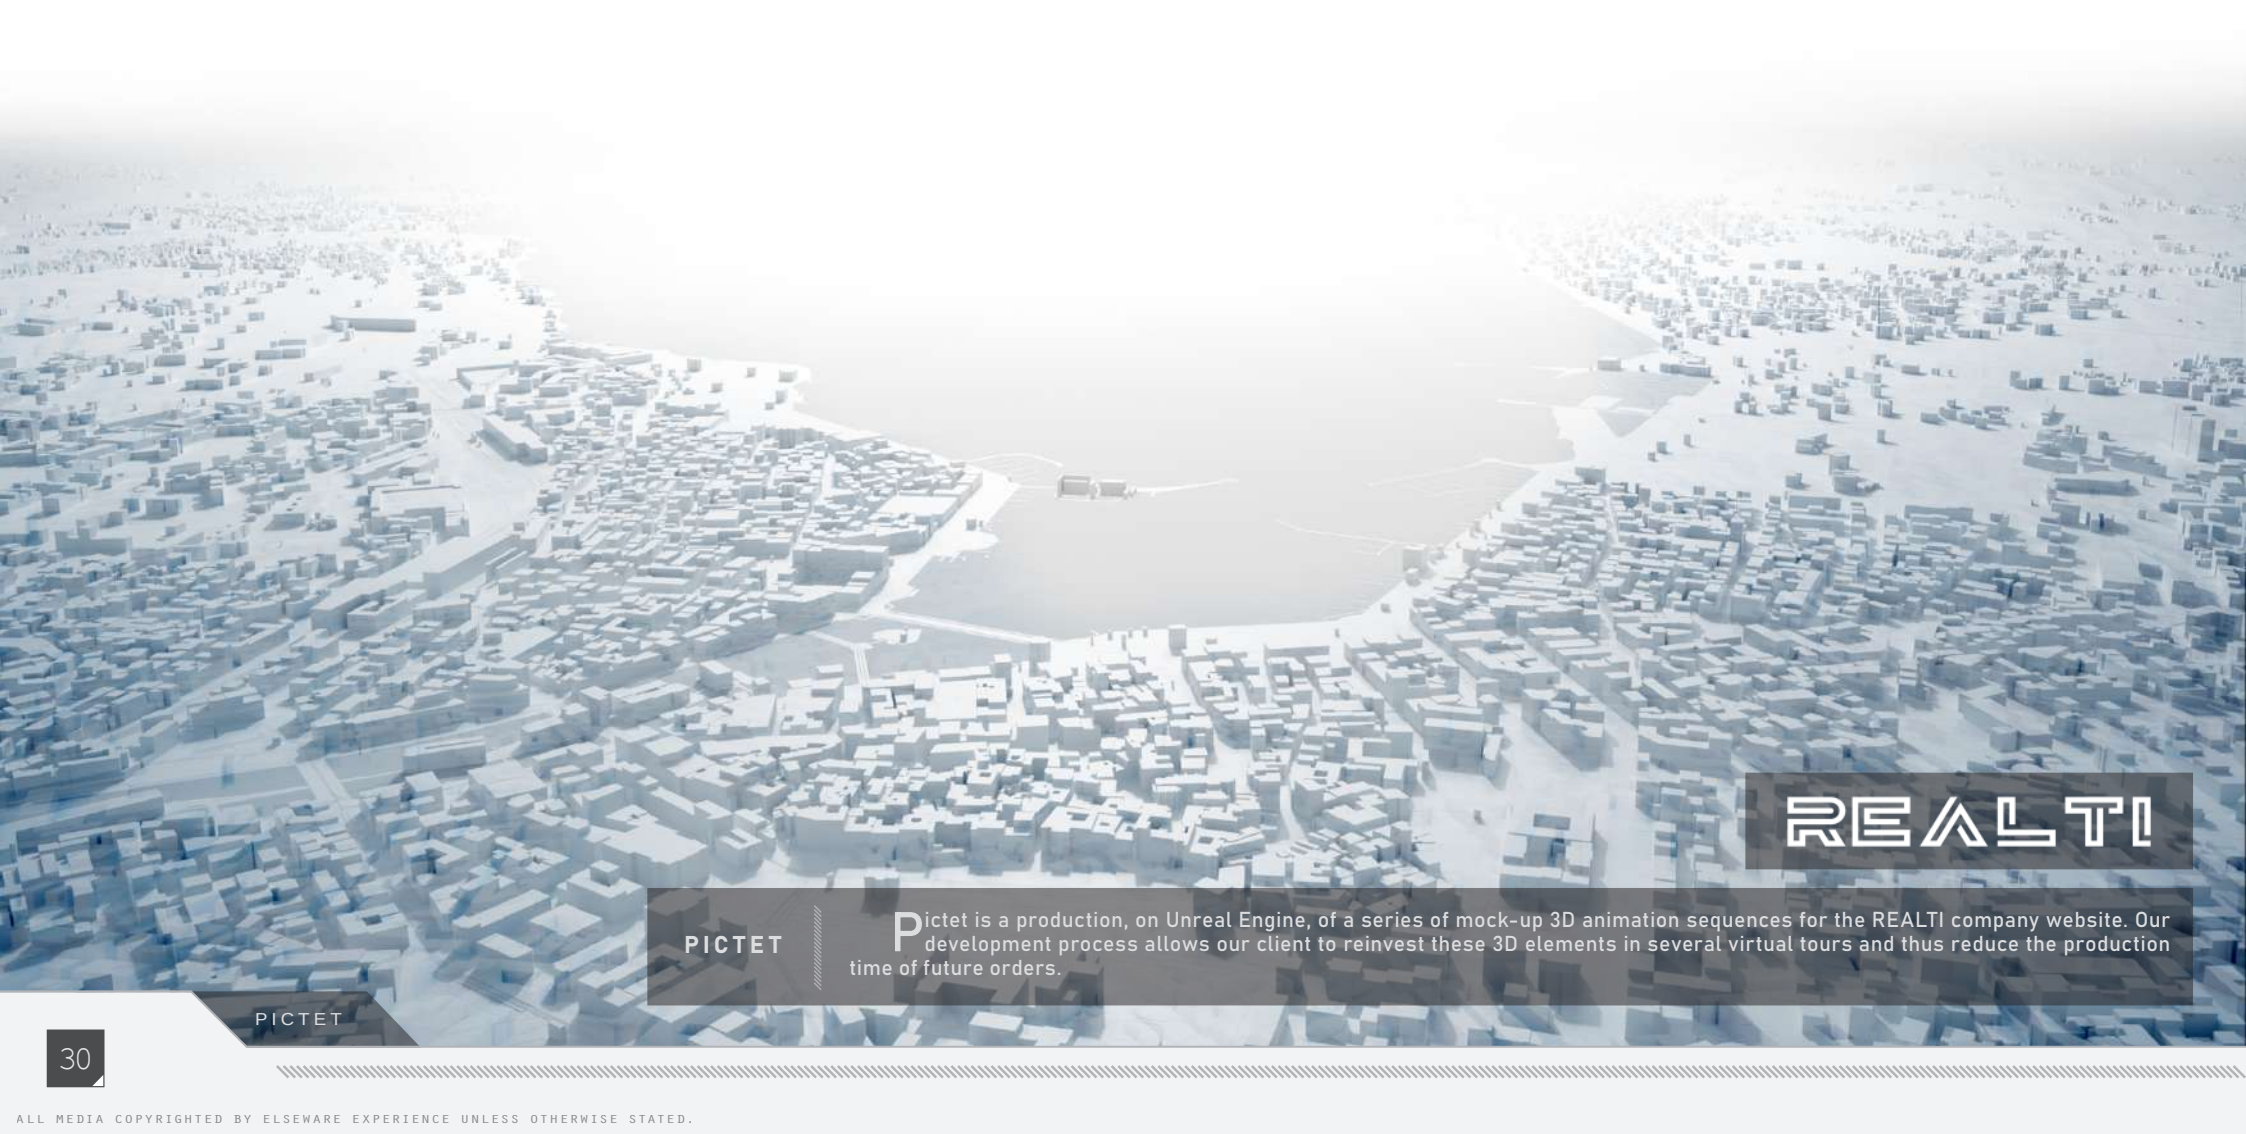 REALTI
PICTET
Pictet is a production, on Unreal Engine, of a series of mock-up 3D animation sequences for the REALTI company website. Our
development process allows our client to reinvest these 3D elements in several virtual tours and thus reduce the production
time of future orders.
PICTET
30
ALL MEDIA COPYRIGHTED BY ELSEWARE EXPERIENCE UNLESS OTHERWISE STATED.